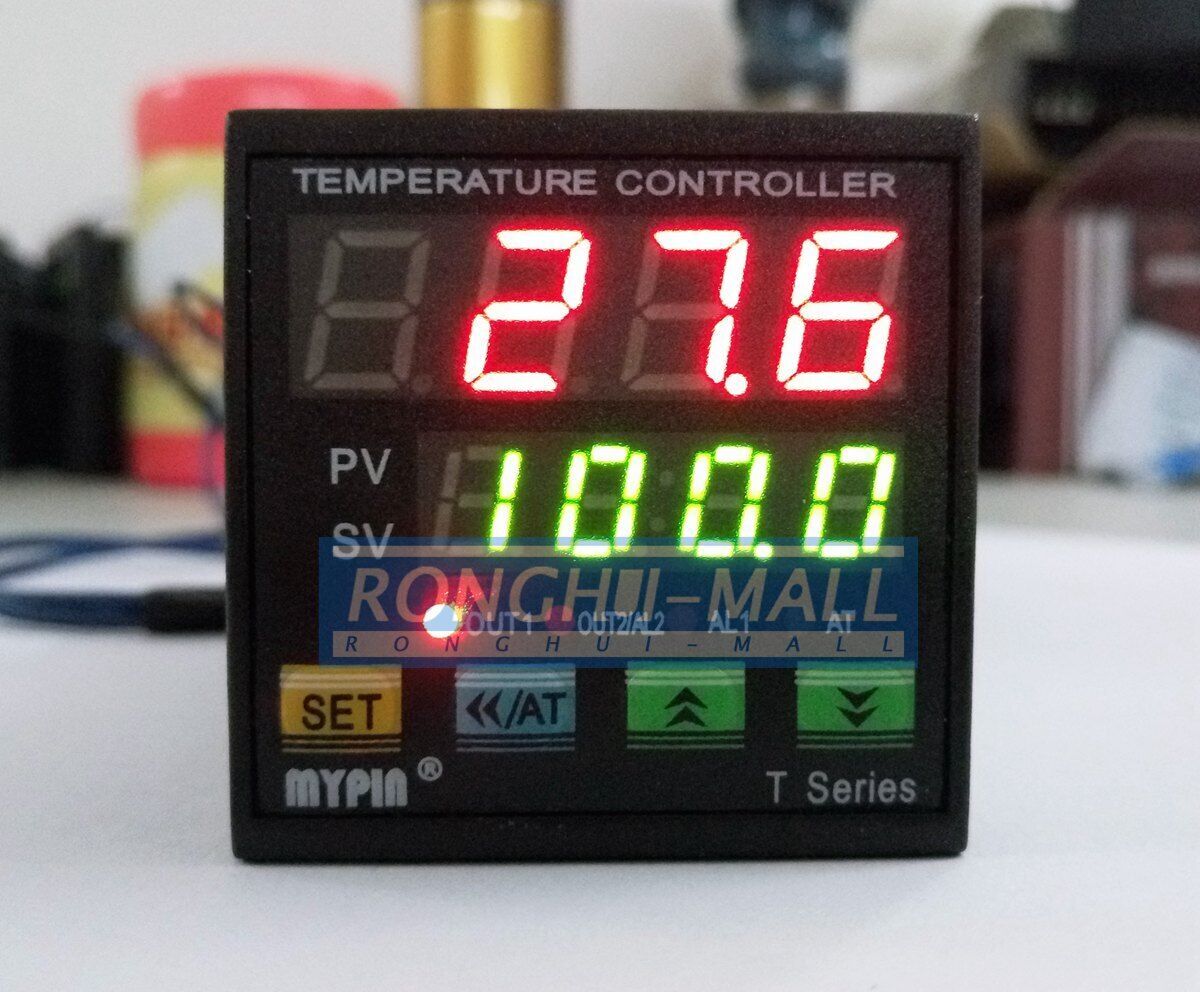 TEMPERATURE CONTROLLER
27.6
PV
100.0
SV
RONGHUI-MALL
OUT1 OUT2/AL2 AL1 AT
RONGHUI-MALL
SET
/AT
MYPIN®
T Series